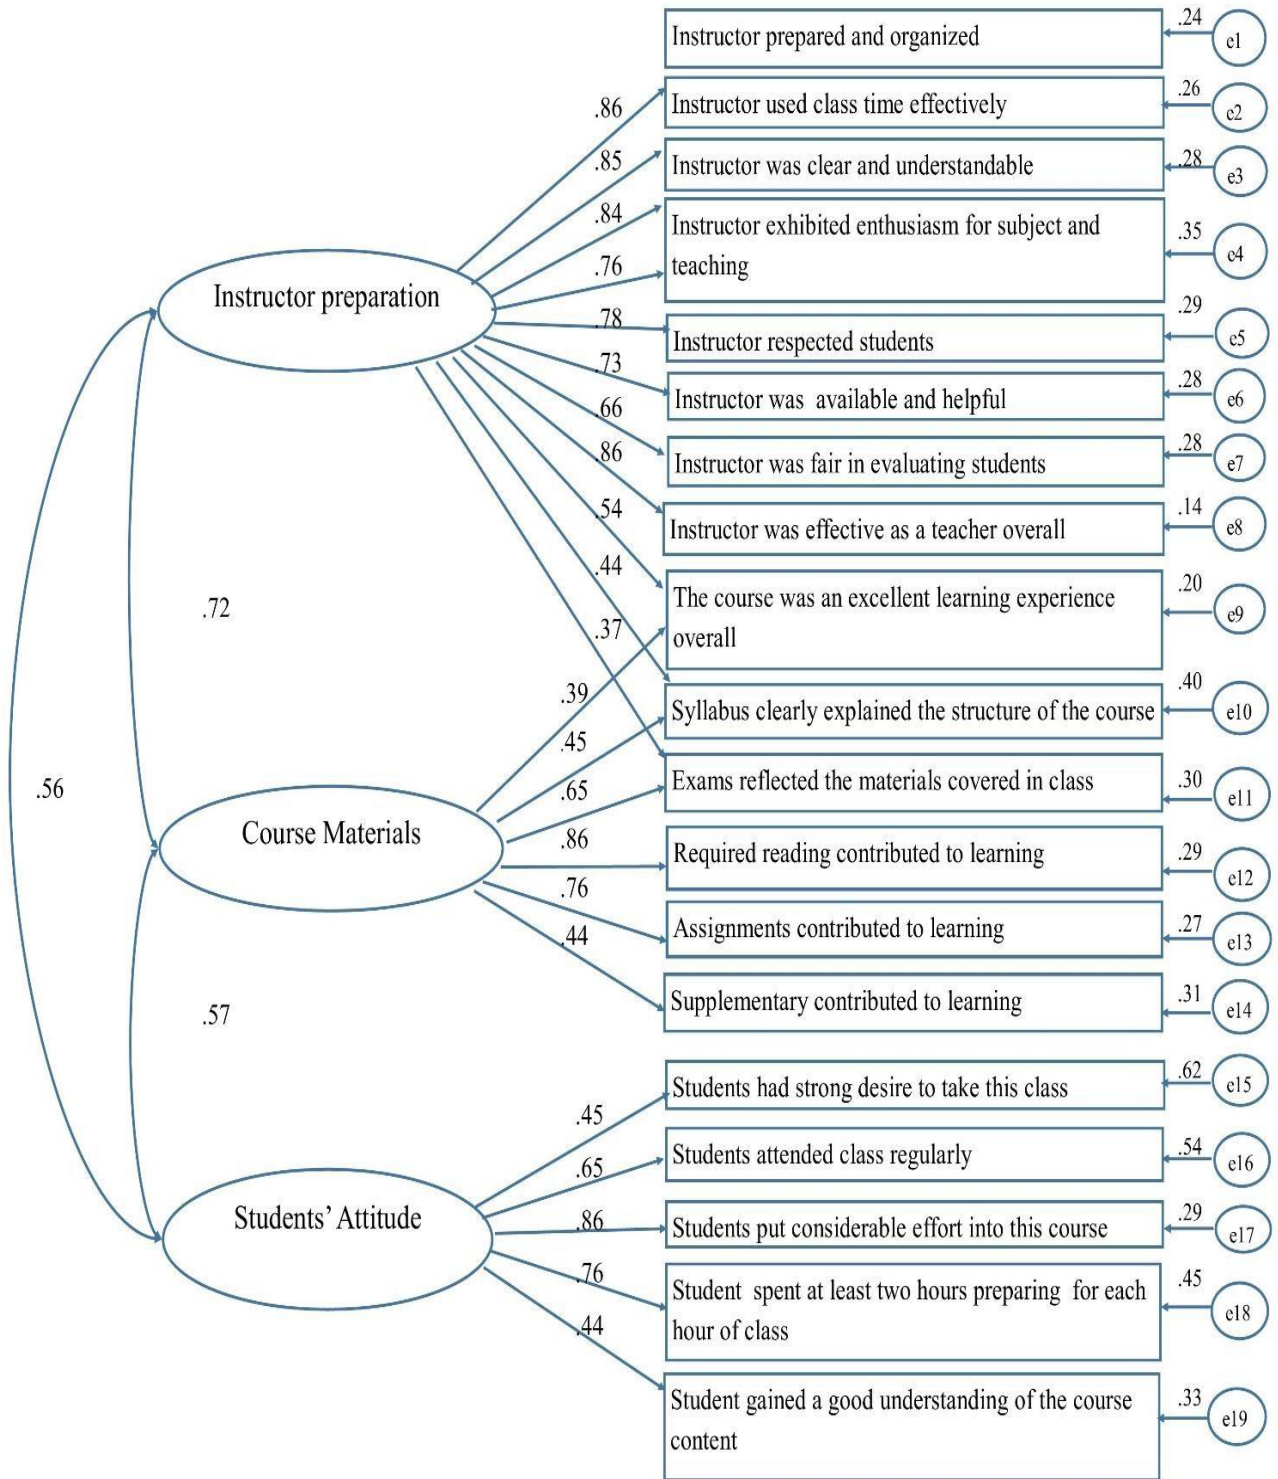 Instructor prepared and organized
.24
e1
.86
Instructor used class time effectively
.26
e2
.85
Instructor was clear and understandable
.28
e3
.84
Instructor exhibited enthusiasm for subject and
teaching
.35
e4
.76
Instructor preparation
.78
Instructor respected students
.29
e5
.73
Instructor was available and helpful
.28
e6
.66
Instructor was fair in evaluating students
.28
e7
.86
Instructor was effective as a teacher overall
.14
e8
.54
The course was an excellent learning experience
overall
.20
e9
.44
.37
.72
.39
Syllabus clearly explained the structure of the course
.40
e10
.45
Exams reflected the materials covered in class
.30
e11
.65
.56
Course Materials
.86
Required reading contributed to learning
.29
e12
.76
Assignments contributed to learning
.27
e13
.44
Supplementary contributed to learning
.31
e14
.57
Students had strong desire to take this class
.62
e15
.45
Students attended class regularly
.54
e16
.65
Students’ Attitude
.86
Students put considerable effort into this course
.29
e17
.76
Student spent at least two hours preparing for each
hour of class
.45
e18
.44
Student gained a good understanding of the course
content
.33
e19